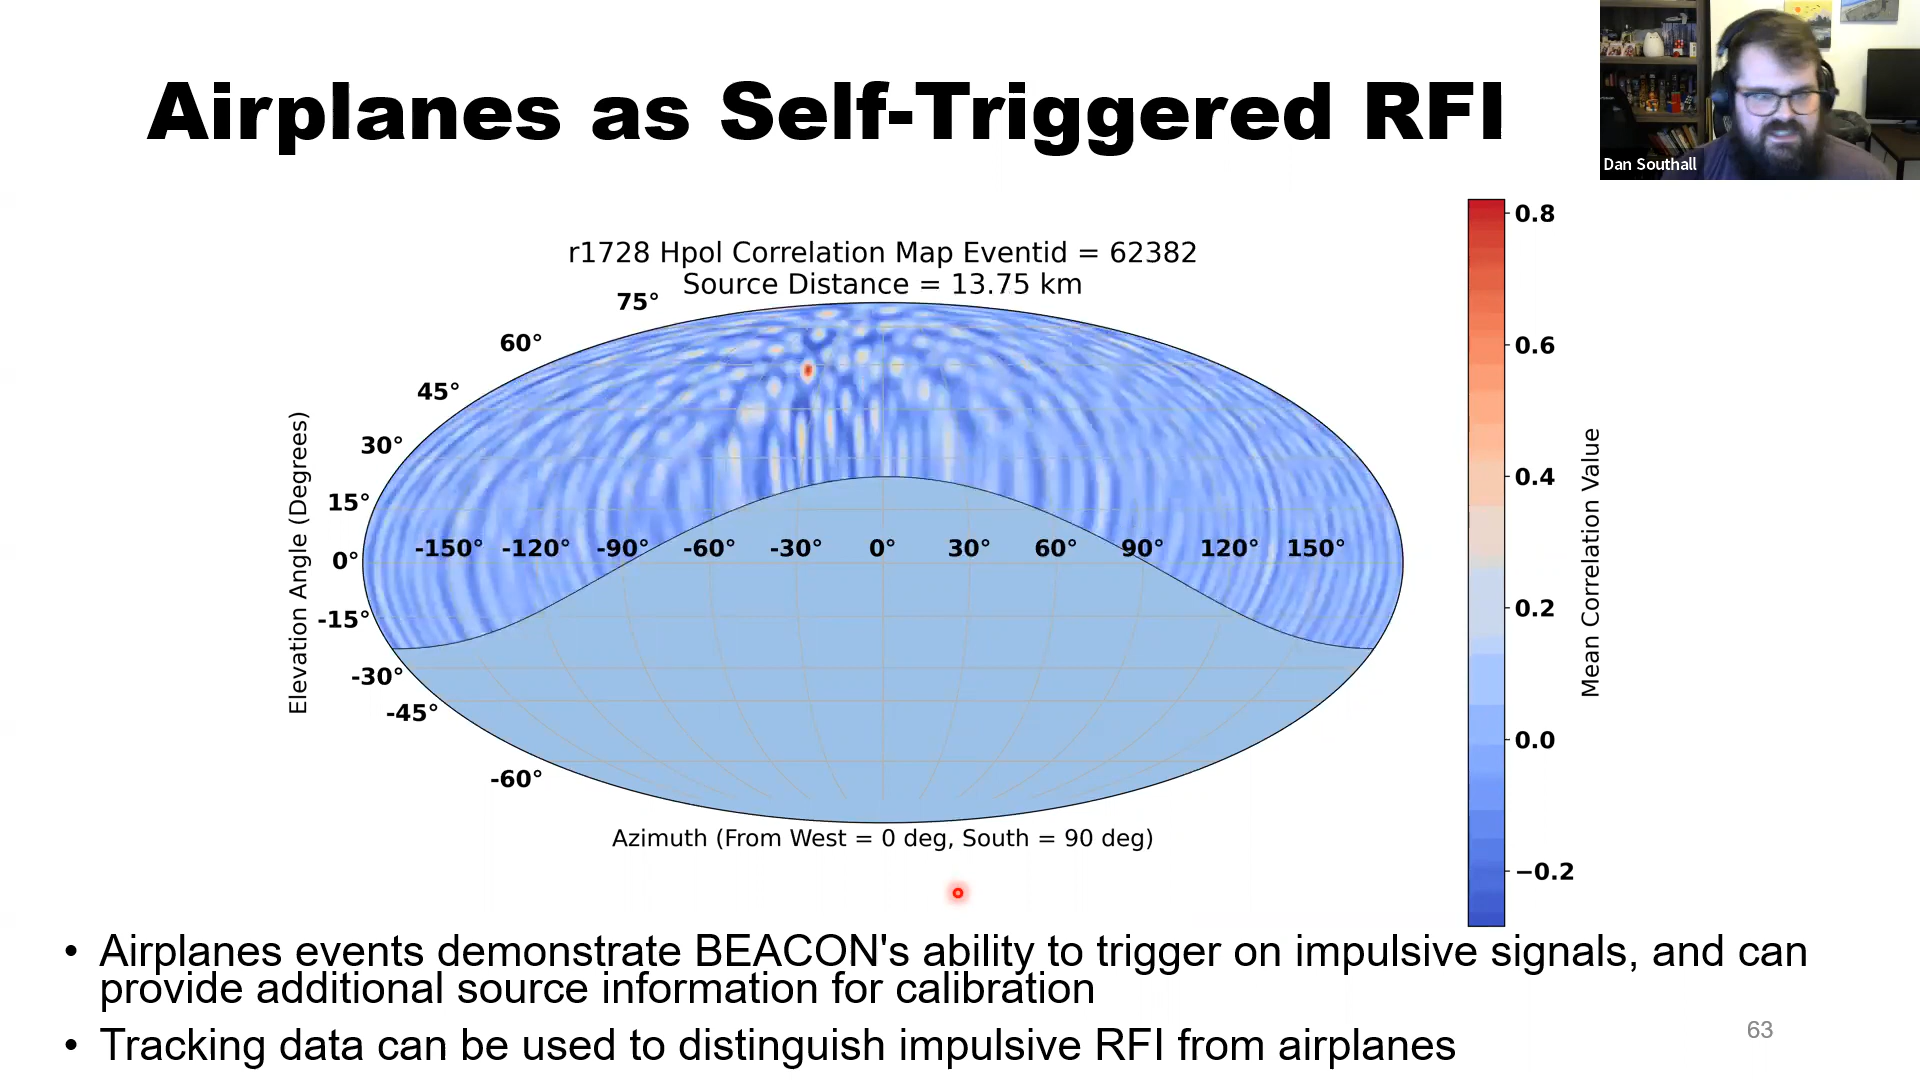 Airplanes as Self-Triggered RFI
Dan Southall
r1728 Hpol Correlation Map Eventid = 62382
Source Distance = 13.75 km
75°
60°
45°
30°
15°
0°
-15°
-30°
-45°
-60°
Elevation Angle (Degrees)
-150° -120° -90° -60° -30° 0° 30° 60° 90° 120° 150°
Azimuth (From West = 0 deg, South = 90 deg)
0.8
0.6
0.4
0.2
0.0
−0.2
Mean Correlation Value
• Airplanes events demonstrate BEACON's ability to trigger on impulsive signals, and can
provide additional source information for calibration
• Tracking data can be used to distinguish impulsive RFI from airplanes
63